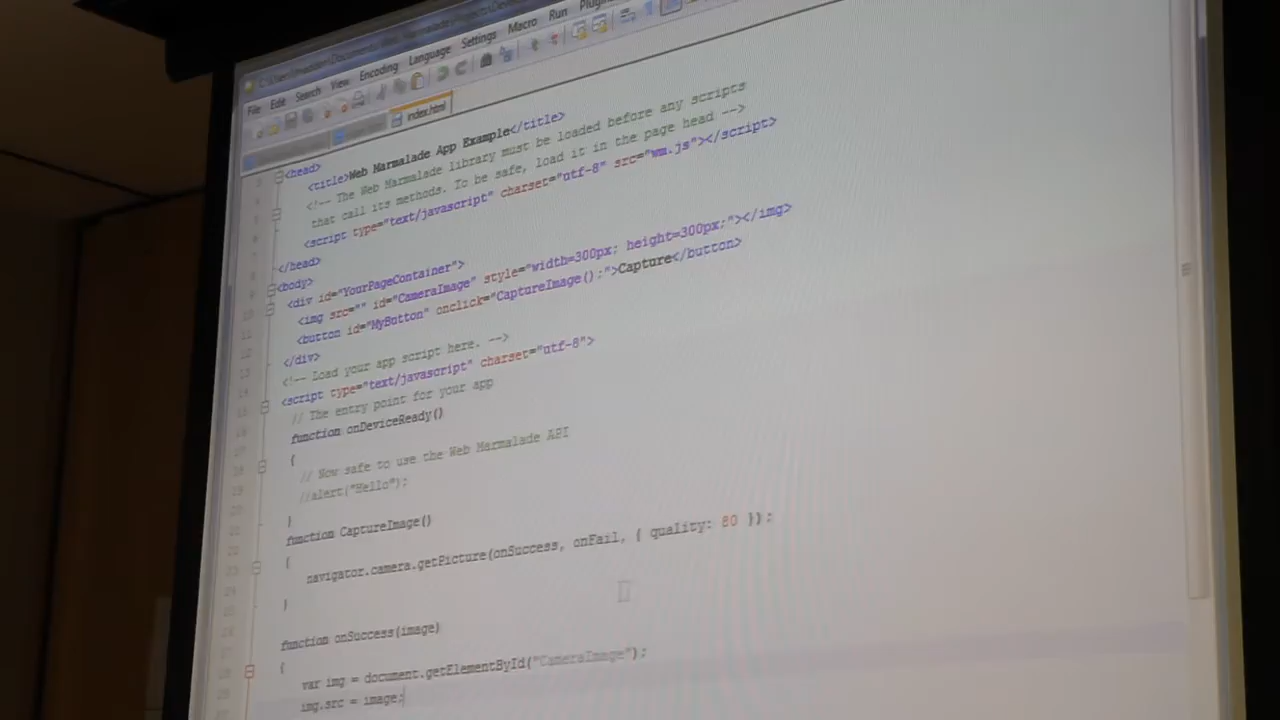 File Edit Search View Encoding Language Settings Macro Run
index.html
<head>
<title>Web Marmalade App Example</title>
<!-- The Web Marmalade library must be loaded before any scripts
that call its methods. To be safe, load it in the page head -->
<script type="text/javascript" charset="utf-8" src="wm.js"></script>
</head>
<body>
<div id="YourPageContainer">
<img src="" id="CameraImage" style="width=300px; height=300px;"></img>
<button id="MyButton" onclick="CaptureImage();">Capture</button>
</div>
<!-- Load your app script here. -->
<script type="text/javascript" charset="utf-8">
// The entry point for your app
function onDeviceReady()
{
// Now safe to use the Web Marmalade API
//alert("Hello");
}
function CaptureImage()
{
navigator.camera.getPicture(onSuccess, onFail, { quality: 80 });
}
function onSuccess(image)
{
var img = document.getElementById("CameraImage");
img.src = image;